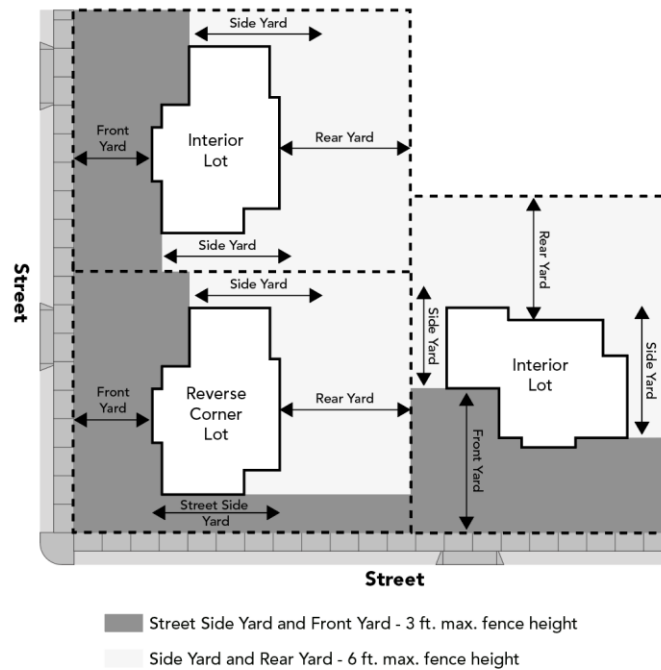 Side Yard
Front
Yard
Interior
Lot
Rear Yard
Side Yard
Side Yard
Rear Yard
Side Yard
Side Yard
Interior
Lot
Front Yard
Street
Front
Yard
Reverse
Corner
Lot
Rear Yard
Street Side
Yard
Street
Street Side Yard and Front Yard - 3 ft. max. fence height
Side Yard and Rear Yard - 6 ft. max. fence height